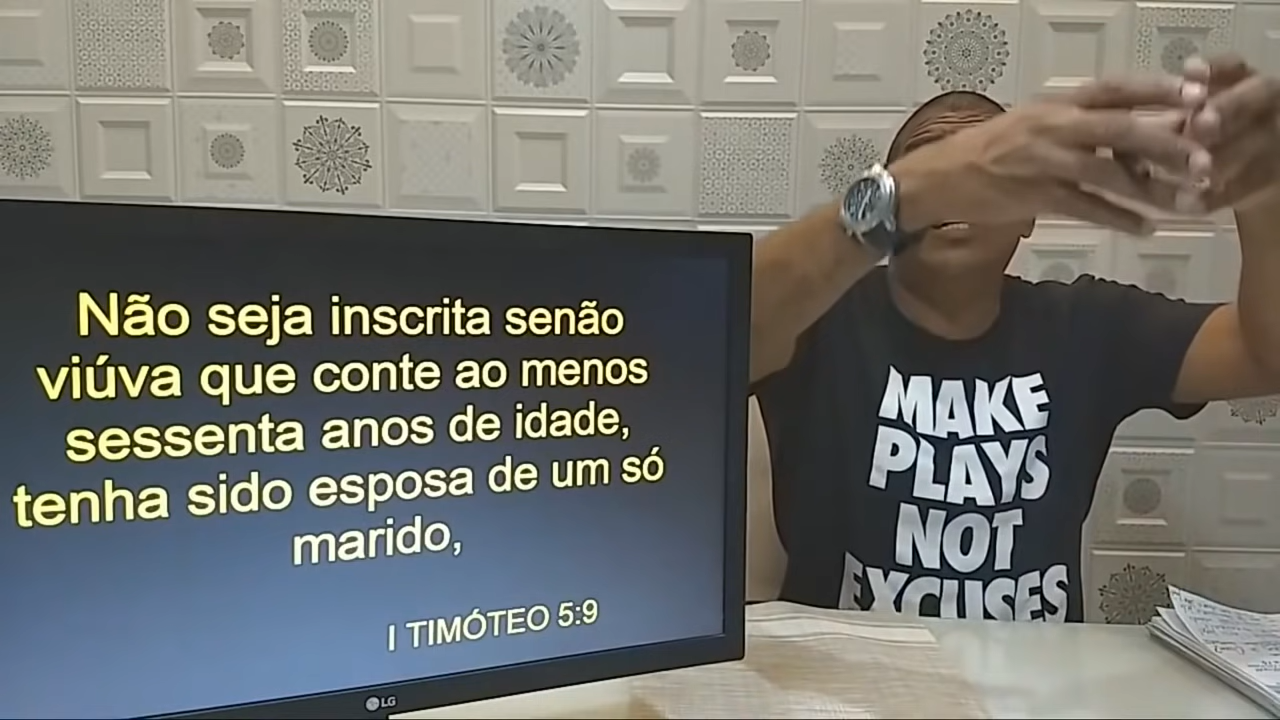 Não seja inscrita senão
viúva que conte ao menos
sessenta anos de idade,
tenha sido esposa de um só
marido,
I TIMÓTEO 5:9
LG
MAKE
PLAYS
NOT
EXCUSES